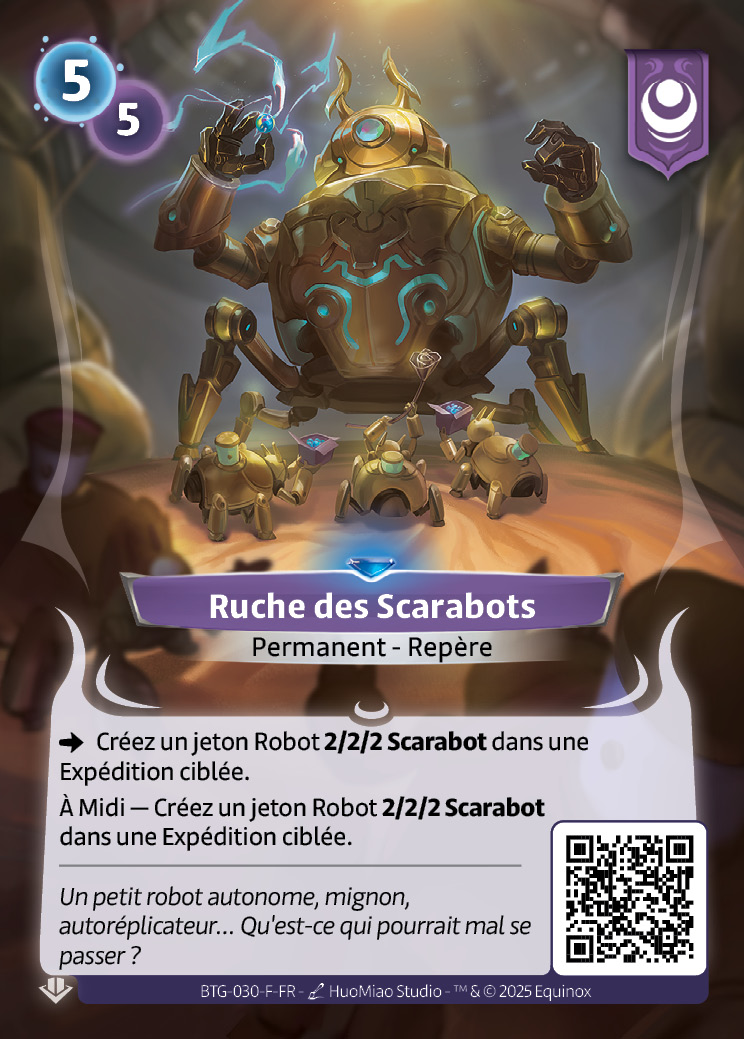 5
5
Ruche des Scarabots
Permanent - Repère
Créez un jeton Robot 2/2/2 Scarabot dans une
Expédition ciblée.
À Midi — Créez un jeton Robot 2/2/2 Scarabot
dans une Expédition ciblée.
Un petit robot autonome, mignon,
autoréplicateur... Qu'est-ce qui pourrait mal se
passer ?
BTG-030-F-FR - HuoMiao Studio - ™ & © 2025 Equinox